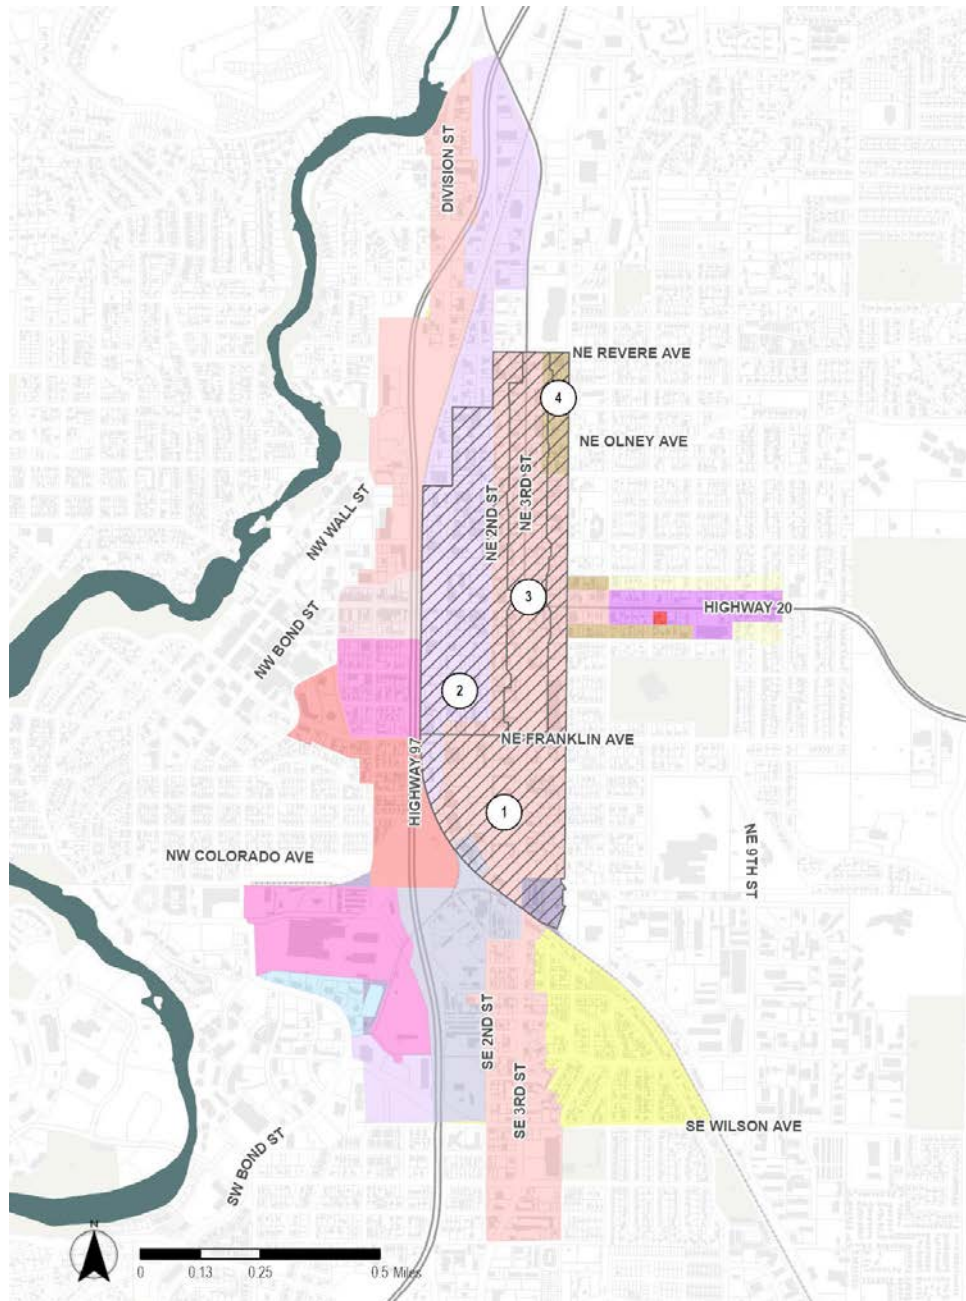 DIVISION ST
NE REVERE AVE
4
NE OLNEY AVE
NE 2ND ST
NE 3RD ST
NW WALL ST
3
HIGHWAY 20
NW BOND ST
2
NE FRANKLIN AVE
HIGHWAY 97
1
NW COLORADO AVE
NE 9TH ST
SE 2ND ST
SE 3RD ST
SE WILSON AVE
SW BOND ST
N
0 0.13 0.25 0.5 Miles